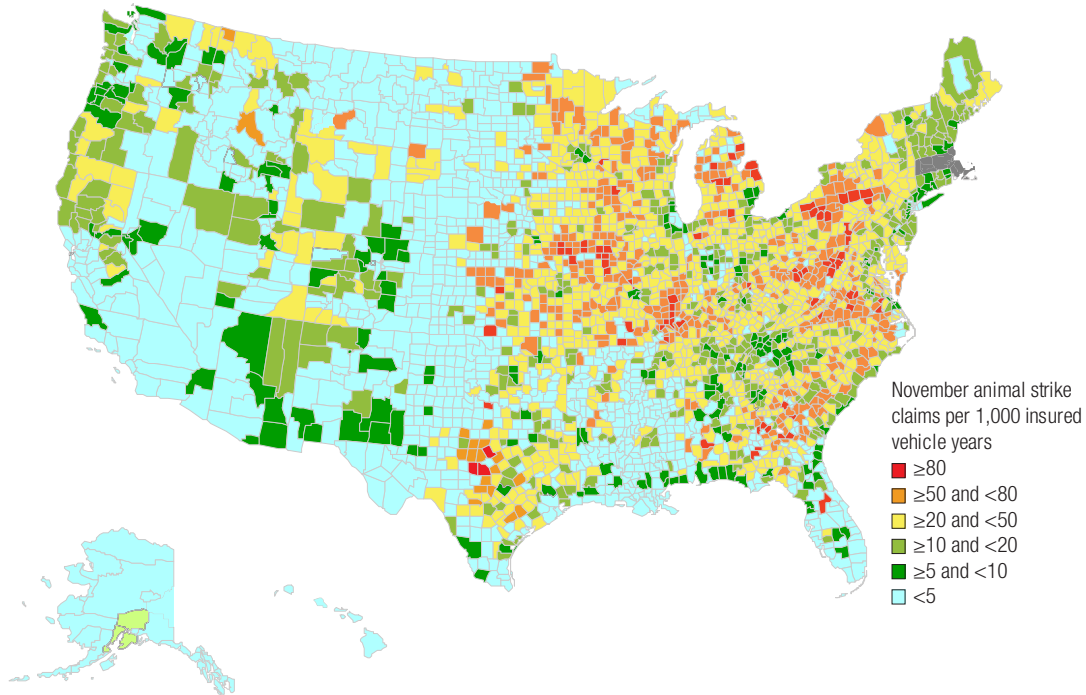 November animal strike
claims per 1,000 insured
vehicle years
≥80
≥50 and <80
≥20 and <50
≥10 and <20
≥5 and <10
<5